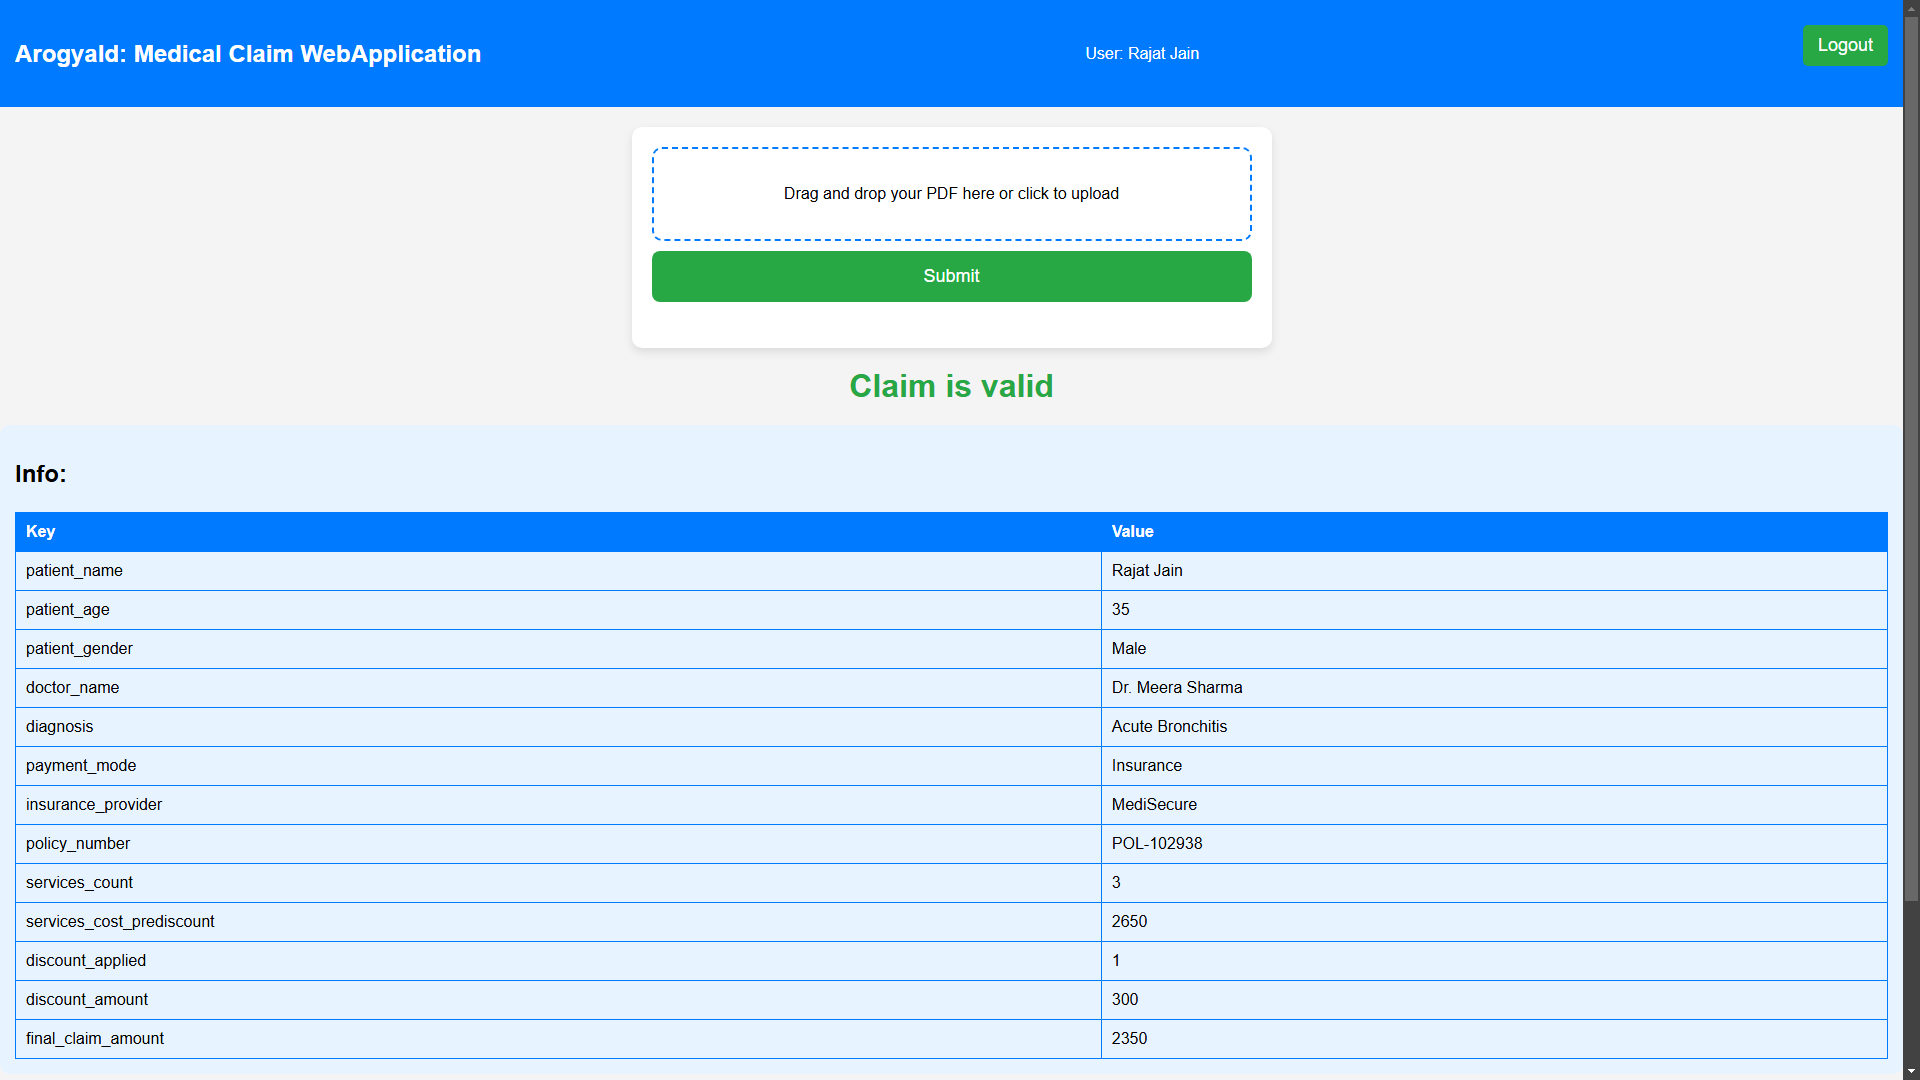 ArogyaId: Medical Claim WebApplication
User: Rajat Jain
Logout
Drag and drop your PDF here or click to upload
Submit
Claim is valid
Info:
Key Value
patient_name Rajat Jain
patient_age 35
patient_gender Male
doctor_name Dr. Meera Sharma
diagnosis Acute Bronchitis
payment_mode Insurance
insurance_provider MediSecure
policy_number POL-102938
services_count 3
services_cost_prediscount 2650
discount_applied 1
discount_amount 300
final_claim_amount 2350